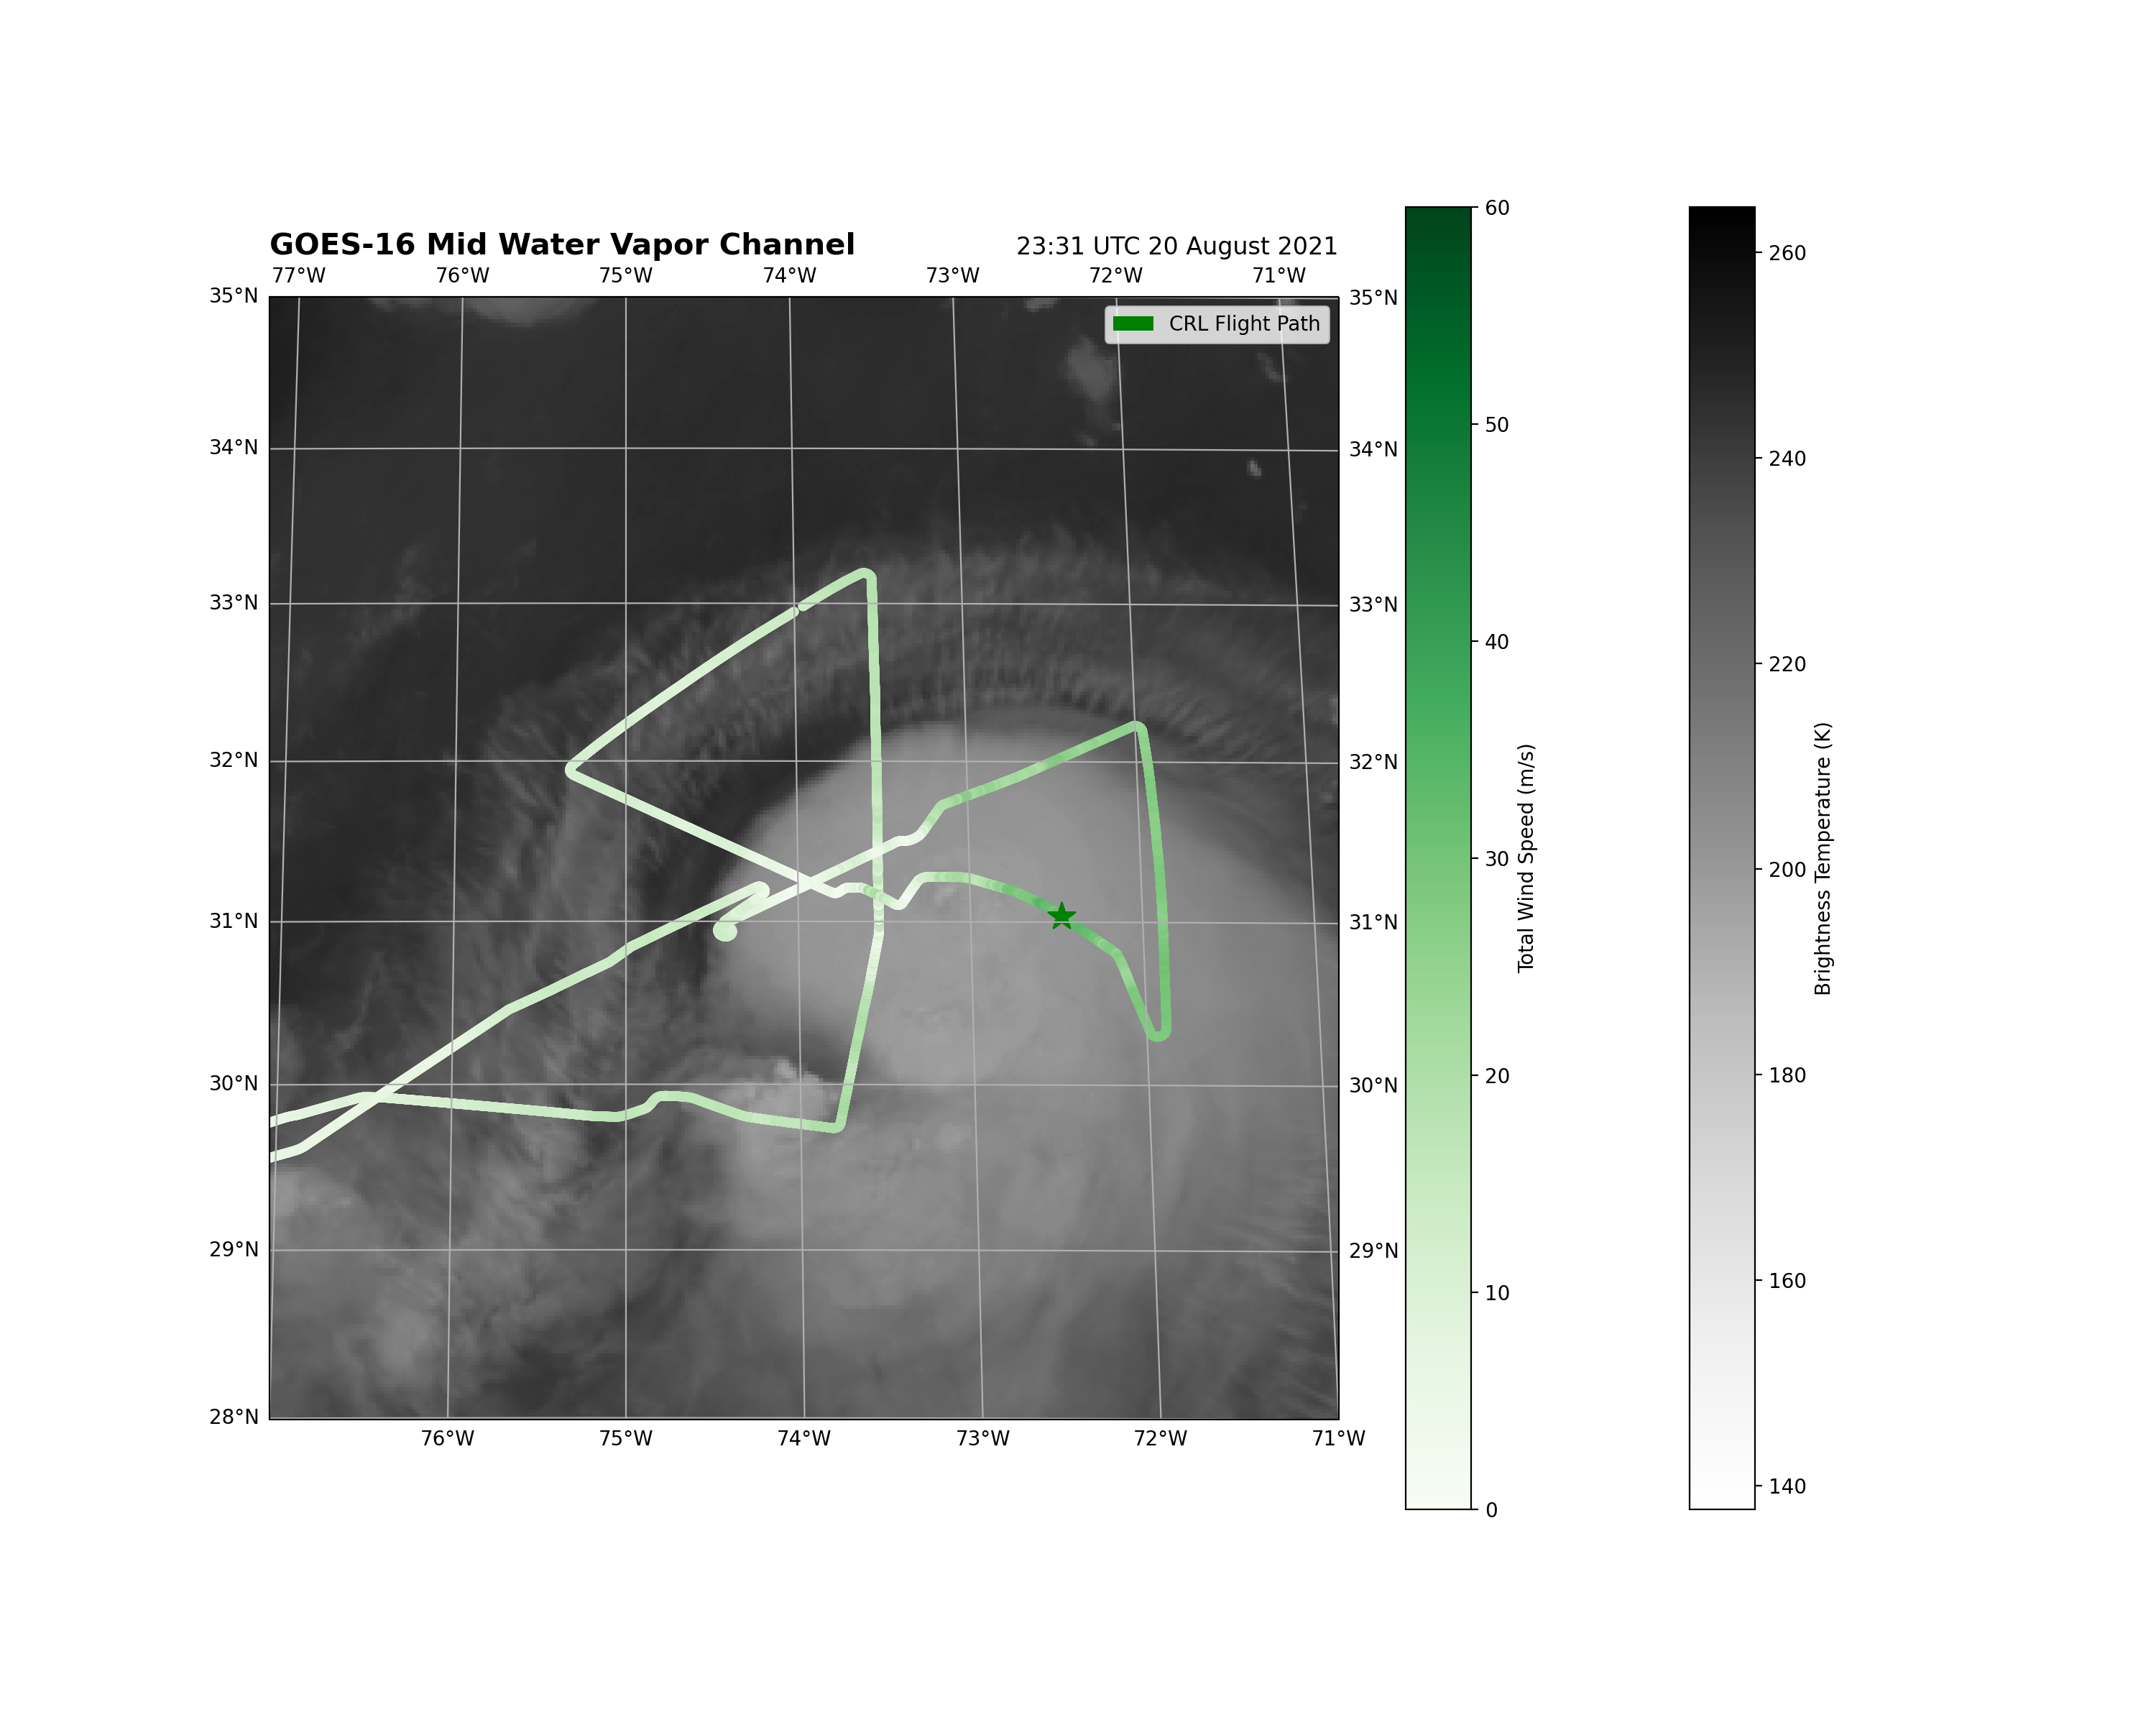 GOES-16 Mid Water Vapor Channel
23:31 UTC 20 August 2021
77°W 76°W 75°W 74°W 73°W 72°W 71°W
CRL Flight Path
35°N
34°N
33°N
32°N
31°N
30°N
29°N
28°N
35°N
34°N
33°N
32°N
31°N
30°N
29°N
76°W 75°W 74°W 73°W 72°W 71°W
60
50
40
30
20
10
0
Total Wind Speed (m/s)
260
240
220
200
180
160
140
Brightness Temperature (K)